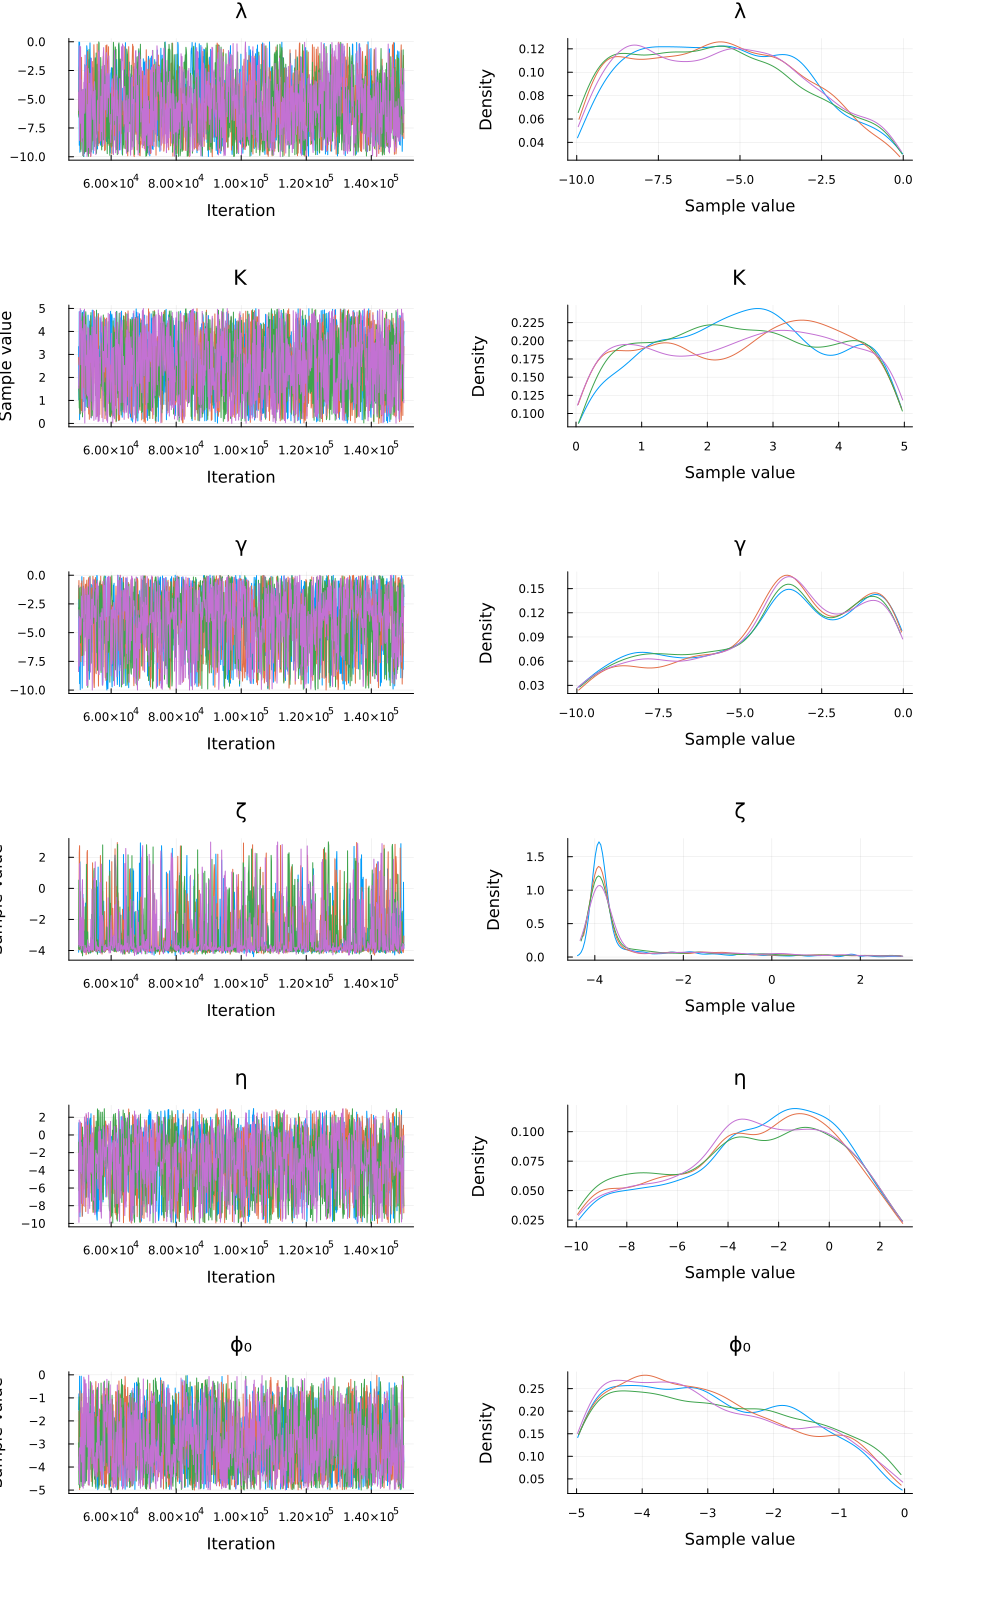 λ
0.0
−2.5
−5.0
−7.5
−10.0
6.00×10⁴ 8.00×10⁴ 1.00×10⁵ 1.20×10⁵ 1.40×10⁵
Iteration
λ
Density
0.12
0.10
0.08
0.06
0.04
−10.0 −7.5 −5.0 −2.5 0.0
Sample value
K
Sample value
5
4
3
2
1
0
6.00×10⁴ 8.00×10⁴ 1.00×10⁵ 1.20×10⁵ 1.40×10⁵
Iteration
K
Density
0.225
0.200
0.175
0.150
0.125
0.100
0 1 2 3 4 5
Sample value
γ
0.0
−2.5
−5.0
−7.5
−10.0
6.00×10⁴ 8.00×10⁴ 1.00×10⁵ 1.20×10⁵ 1.40×10⁵
Iteration
γ
Density
0.15
0.12
0.09
0.06
0.03
−10.0 −7.5 −5.0 −2.5 0.0
Sample value
ζ
2
0
−2
−4
6.00×10⁴ 8.00×10⁴ 1.00×10⁵ 1.20×10⁵ 1.40×10⁵
Iteration
ζ
Density
1.5
1.0
0.5
0.0
−4 −2 0 2
Sample value
η
2
0
−2
−4
−6
−8
−10
6.00×10⁴ 8.00×10⁴ 1.00×10⁵ 1.20×10⁵ 1.40×10⁵
Iteration
η
Density
0.100
0.075
0.050
0.025
−10 −8 −6 −4 −2 0 2
Sample value
ϕ₀
0
−1
−2
−3
−4
−5
6.00×10⁴ 8.00×10⁴ 1.00×10⁵ 1.20×10⁵ 1.40×10⁵
Iteration
ϕ₀
Density
0.25
0.20
0.15
0.10
0.05
−5 −4 −3 −2 −1 0
Sample value